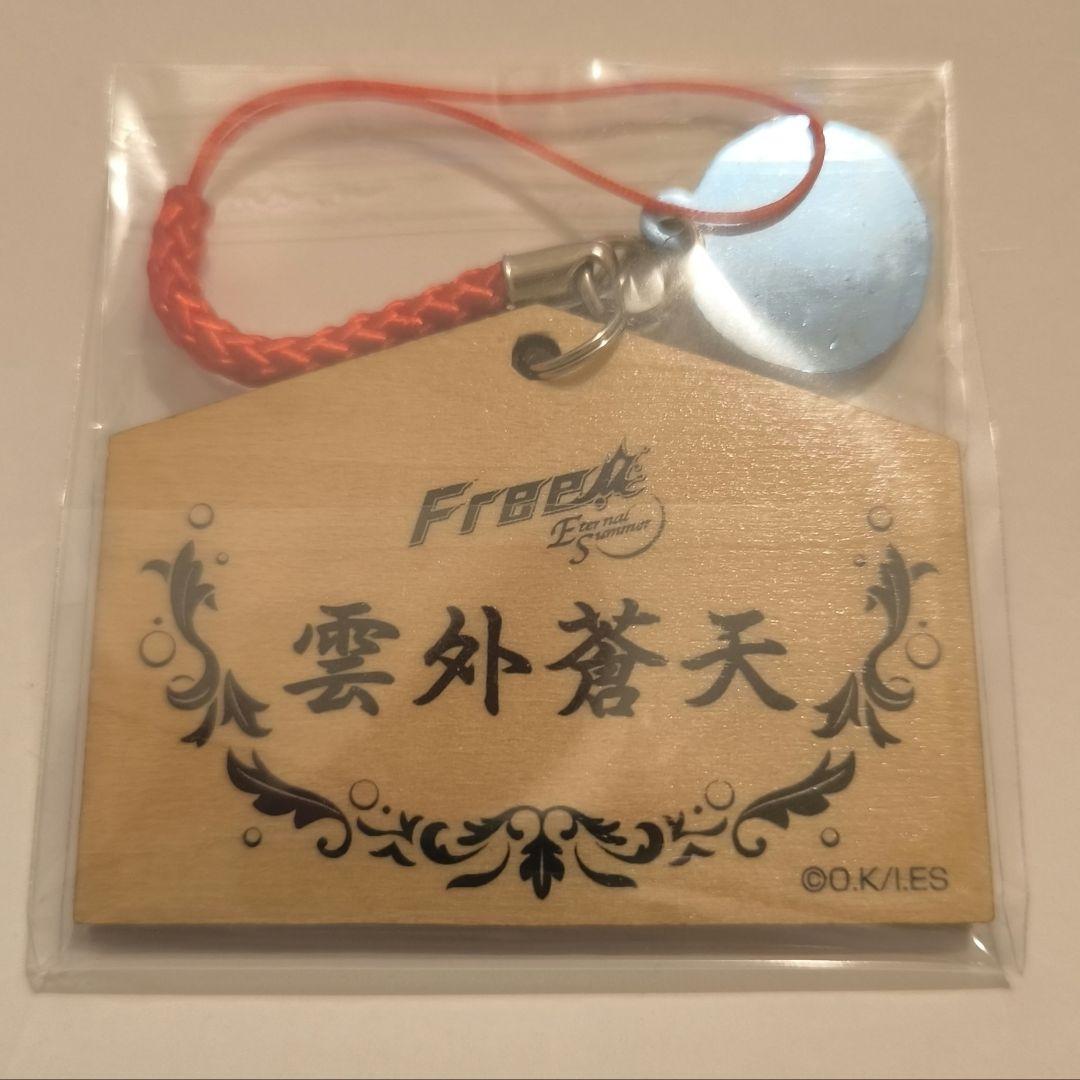 Free!
Eternal
Summer
雲外蒼天
©O.K/I.ES